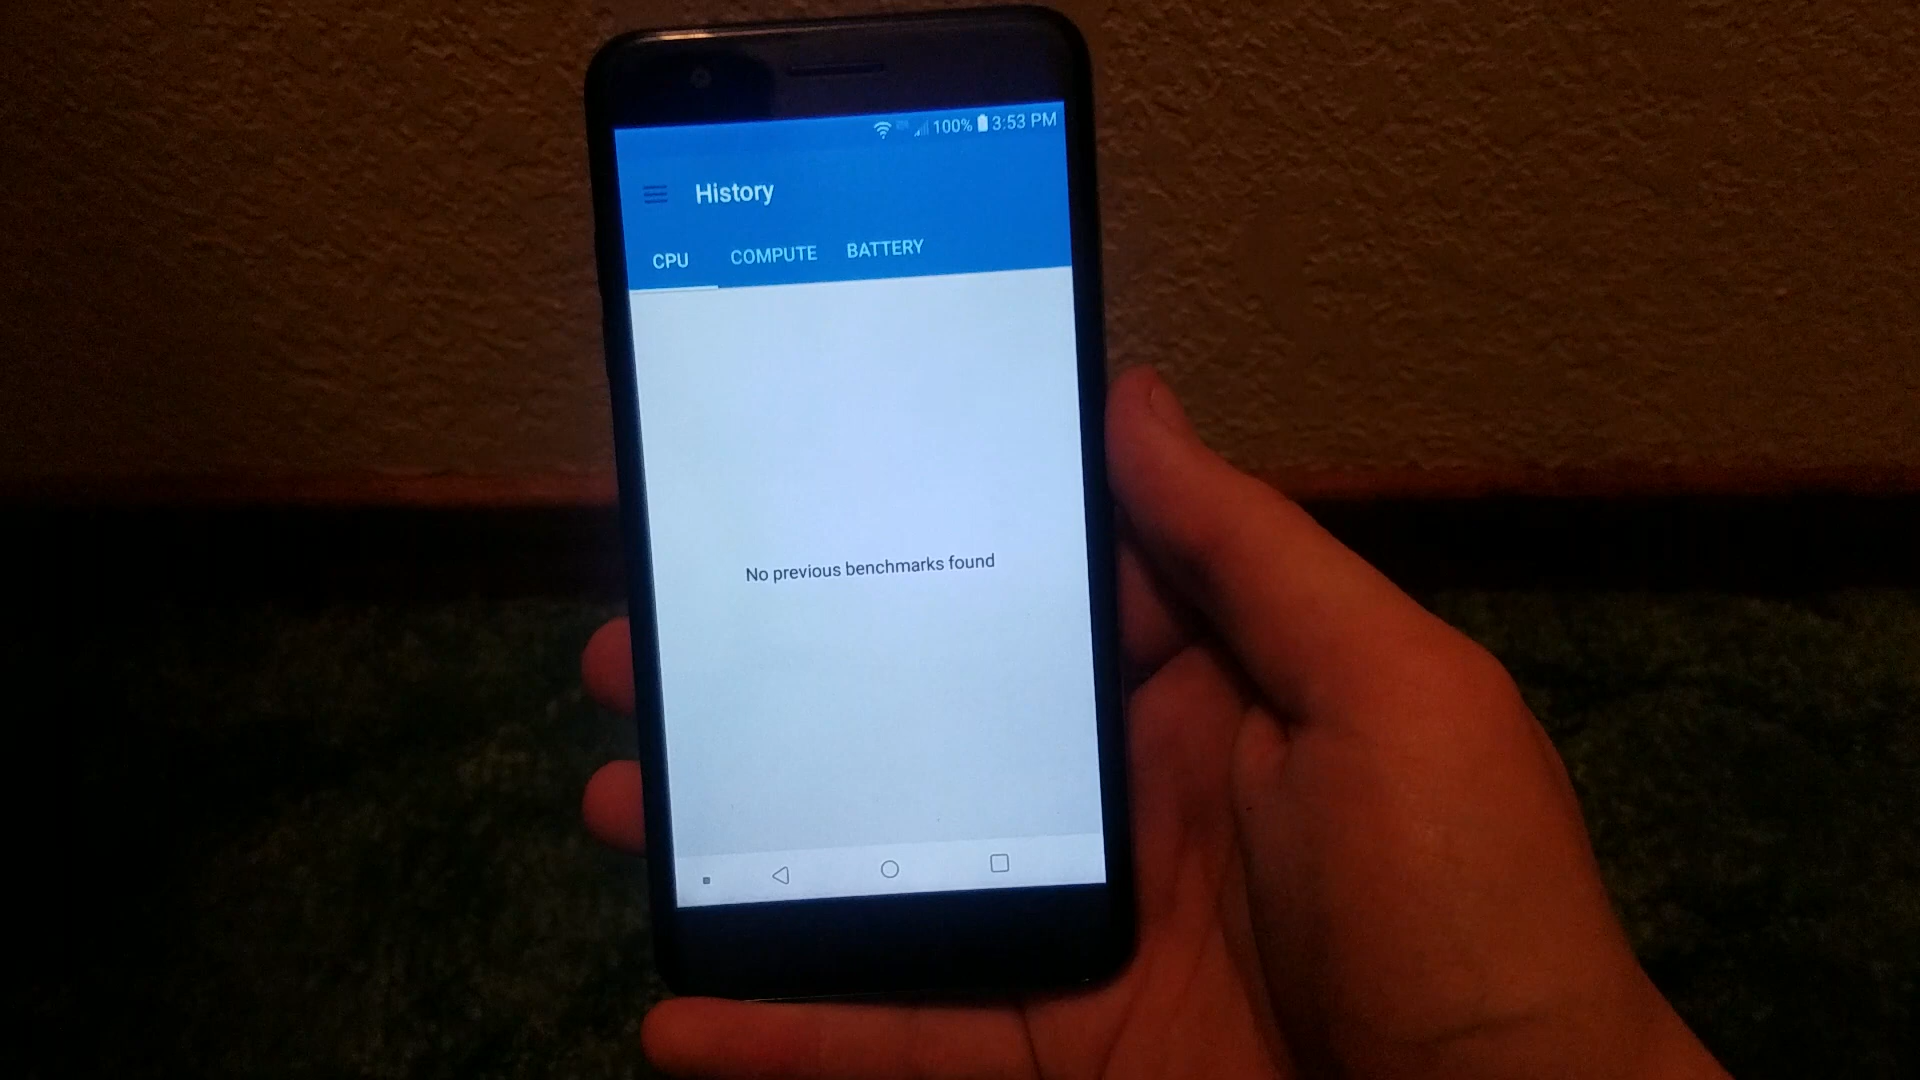 100% 3:53 PM
History
CPU COMPUTE BATTERY
No previous benchmarks found